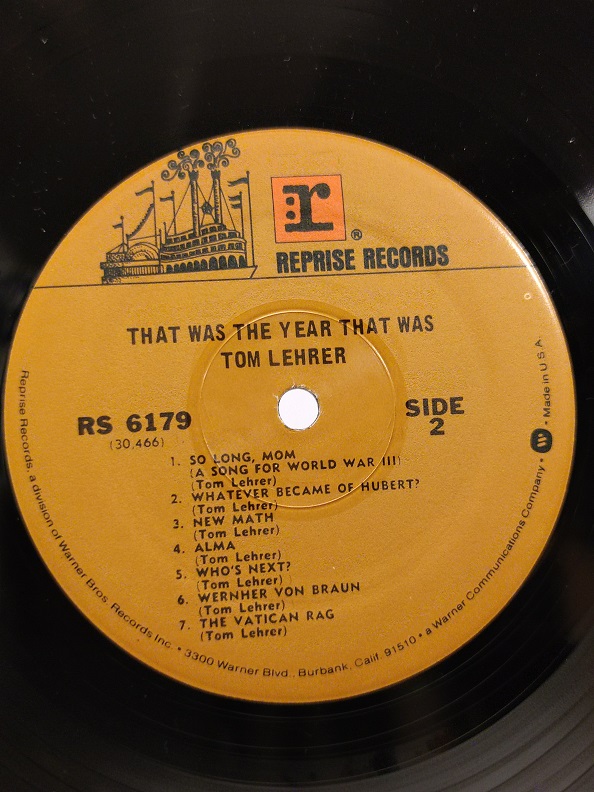 r
®
REPRISE RECORDS
THAT WAS THE YEAR THAT WAS
TOM LEHRER
RS 6179
(30,466)
SIDE
2
1. SO LONG, MOM
(A SONG FOR WORLD WAR III)
(Tom Lehrer)
2. WHATEVER BECAME OF HUBERT?
(Tom Lehrer)
3. NEW MATH
(Tom Lehrer)
4. ALMA
(Tom Lehrer)
5. WHO'S NEXT?
(Tom Lehrer)
6. WERNHER VON BRAUN
(Tom Lehrer)
7. THE VATICAN RAG
(Tom Lehrer)
Reprise Records, a division of Warner Bros. Records Inc. • 3300 Warner Blvd., Burbank, Calif. 91510 • a Warner Communications Company • W • Made in U.S.A.